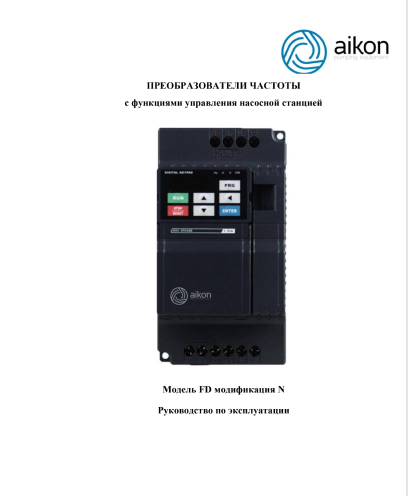 aikon
pumping equipment
ПРЕОБРАЗОВАТЕЛИ ЧАСТОТЫ
с функциями управления насосной станцией
DIGITAL KEYPAD
PRG
RUN
STOP
RESET
ENTER
aikon
Модель FD модификация N
Руководство по эксплуатации